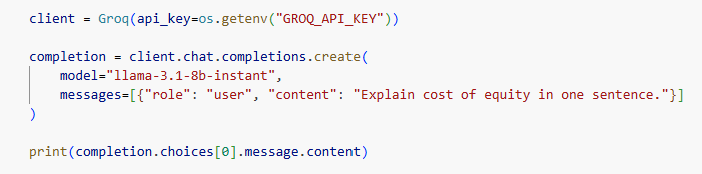 client = Groq(api_key=os.getenv("GROQ_API_KEY"))
completion = client.chat.completions.create(
    model="llama-3.1-8b-instant",
    messages=[{"role": "user", "content": "Explain cost of equity in one sentence."}]
)
print(completion.choices[0].message.content)